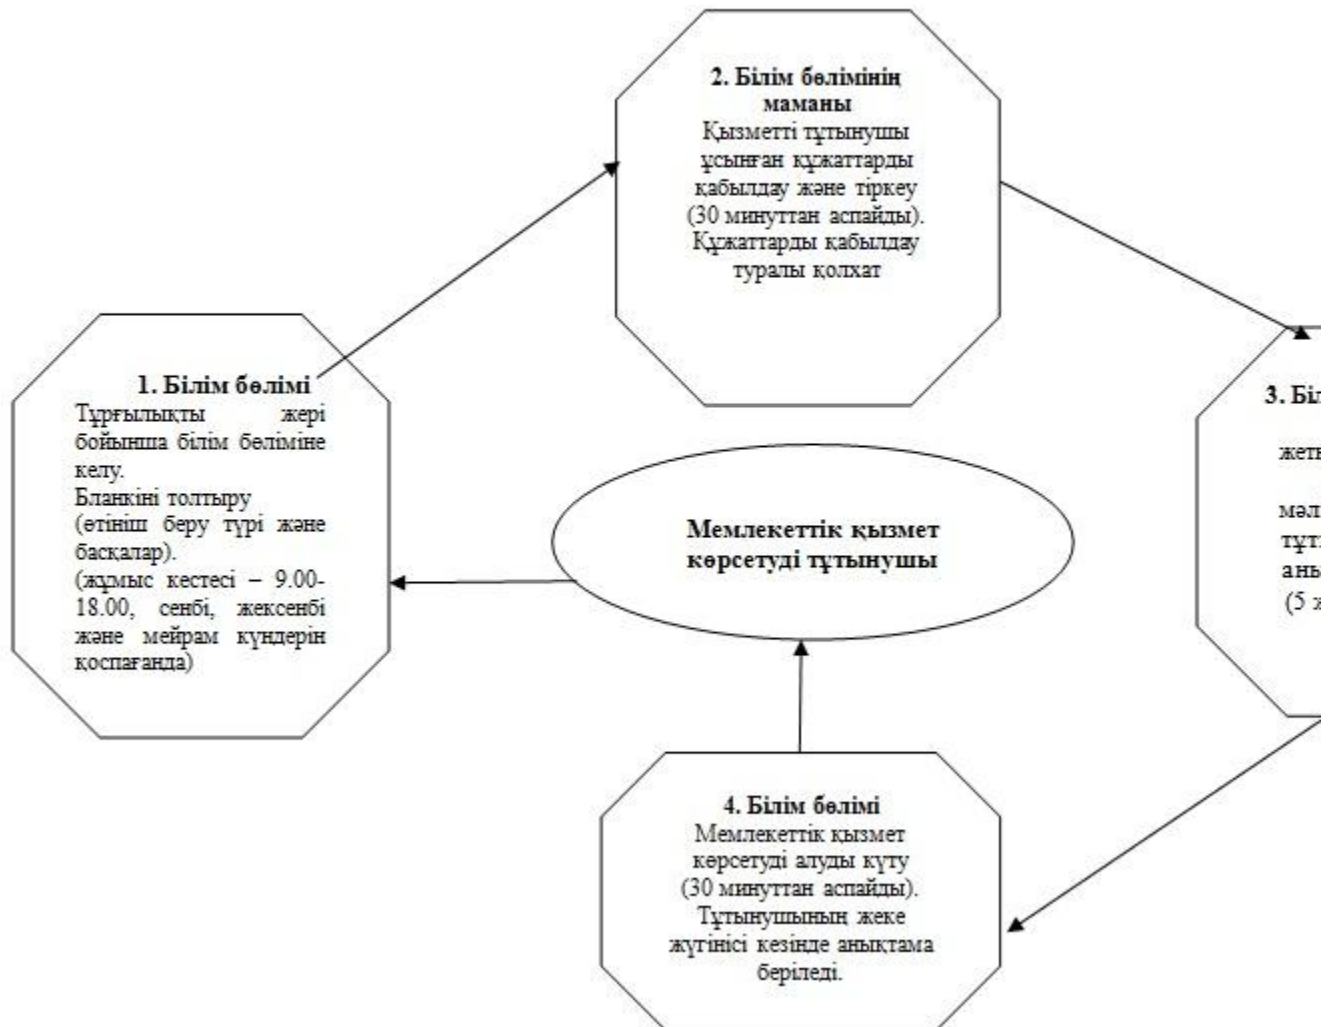 2. Білім бөлімінің
маманы
Қызметті тұтынушы
ұсынған құжаттарды
қабылдау және тіркеу
(30 минуттан аспайды).
Құжаттарды қабылдау
туралы қолхат
1. Білім бөлімі
Тұрғылықты жері
бойынша білім бөліміне
келу.
Бланкіні толтыру
(өтініш беру түрі және
басқалар).
(жұмыс кестесі – 9.00-
18.00, сенбі, жексенбі
және мейрам күндерін
қоспағанда)
Мемлекеттік қызмет
көрсетуді тұтынушы
3.
(5
4. Білім бөлімі
Мемлекеттік қызмет
көрсетуді алуды күту
(30 минуттан аспайды).
Тұтынушының жеке
жүгінісі кезінде анықтама
беріледі.